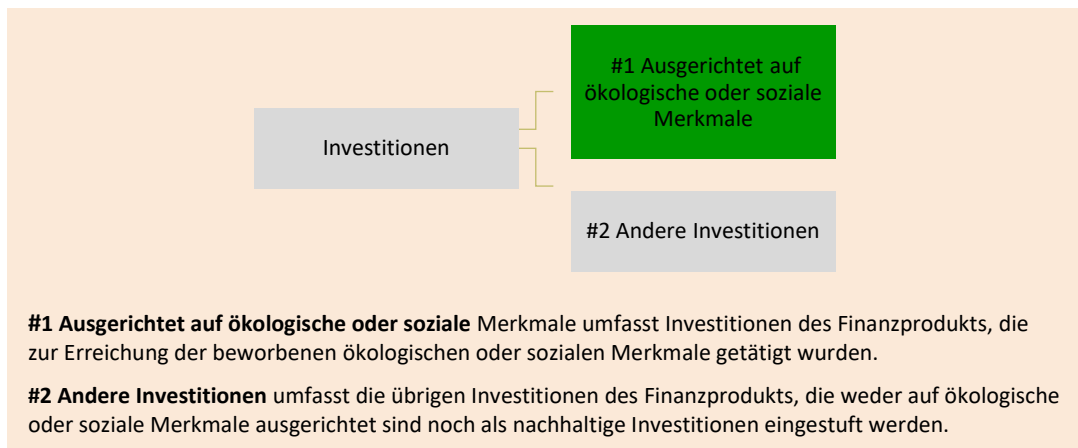 #1 Ausgerichtet auf
ökologische oder soziale
Merkmale
Investitionen
#2 Andere Investitionen
#1 Ausgerichtet auf ökologische oder soziale Merkmale umfasst Investitionen des Finanzprodukts, die
zur Erreichung der beworbenen ökologischen oder sozialen Merkmale getätigt wurden.
#2 Andere Investitionen umfasst die übrigen Investitionen des Finanzprodukts, die weder auf ökologische
oder soziale Merkmale ausgerichtet sind noch als nachhaltige Investitionen eingestuft werden.